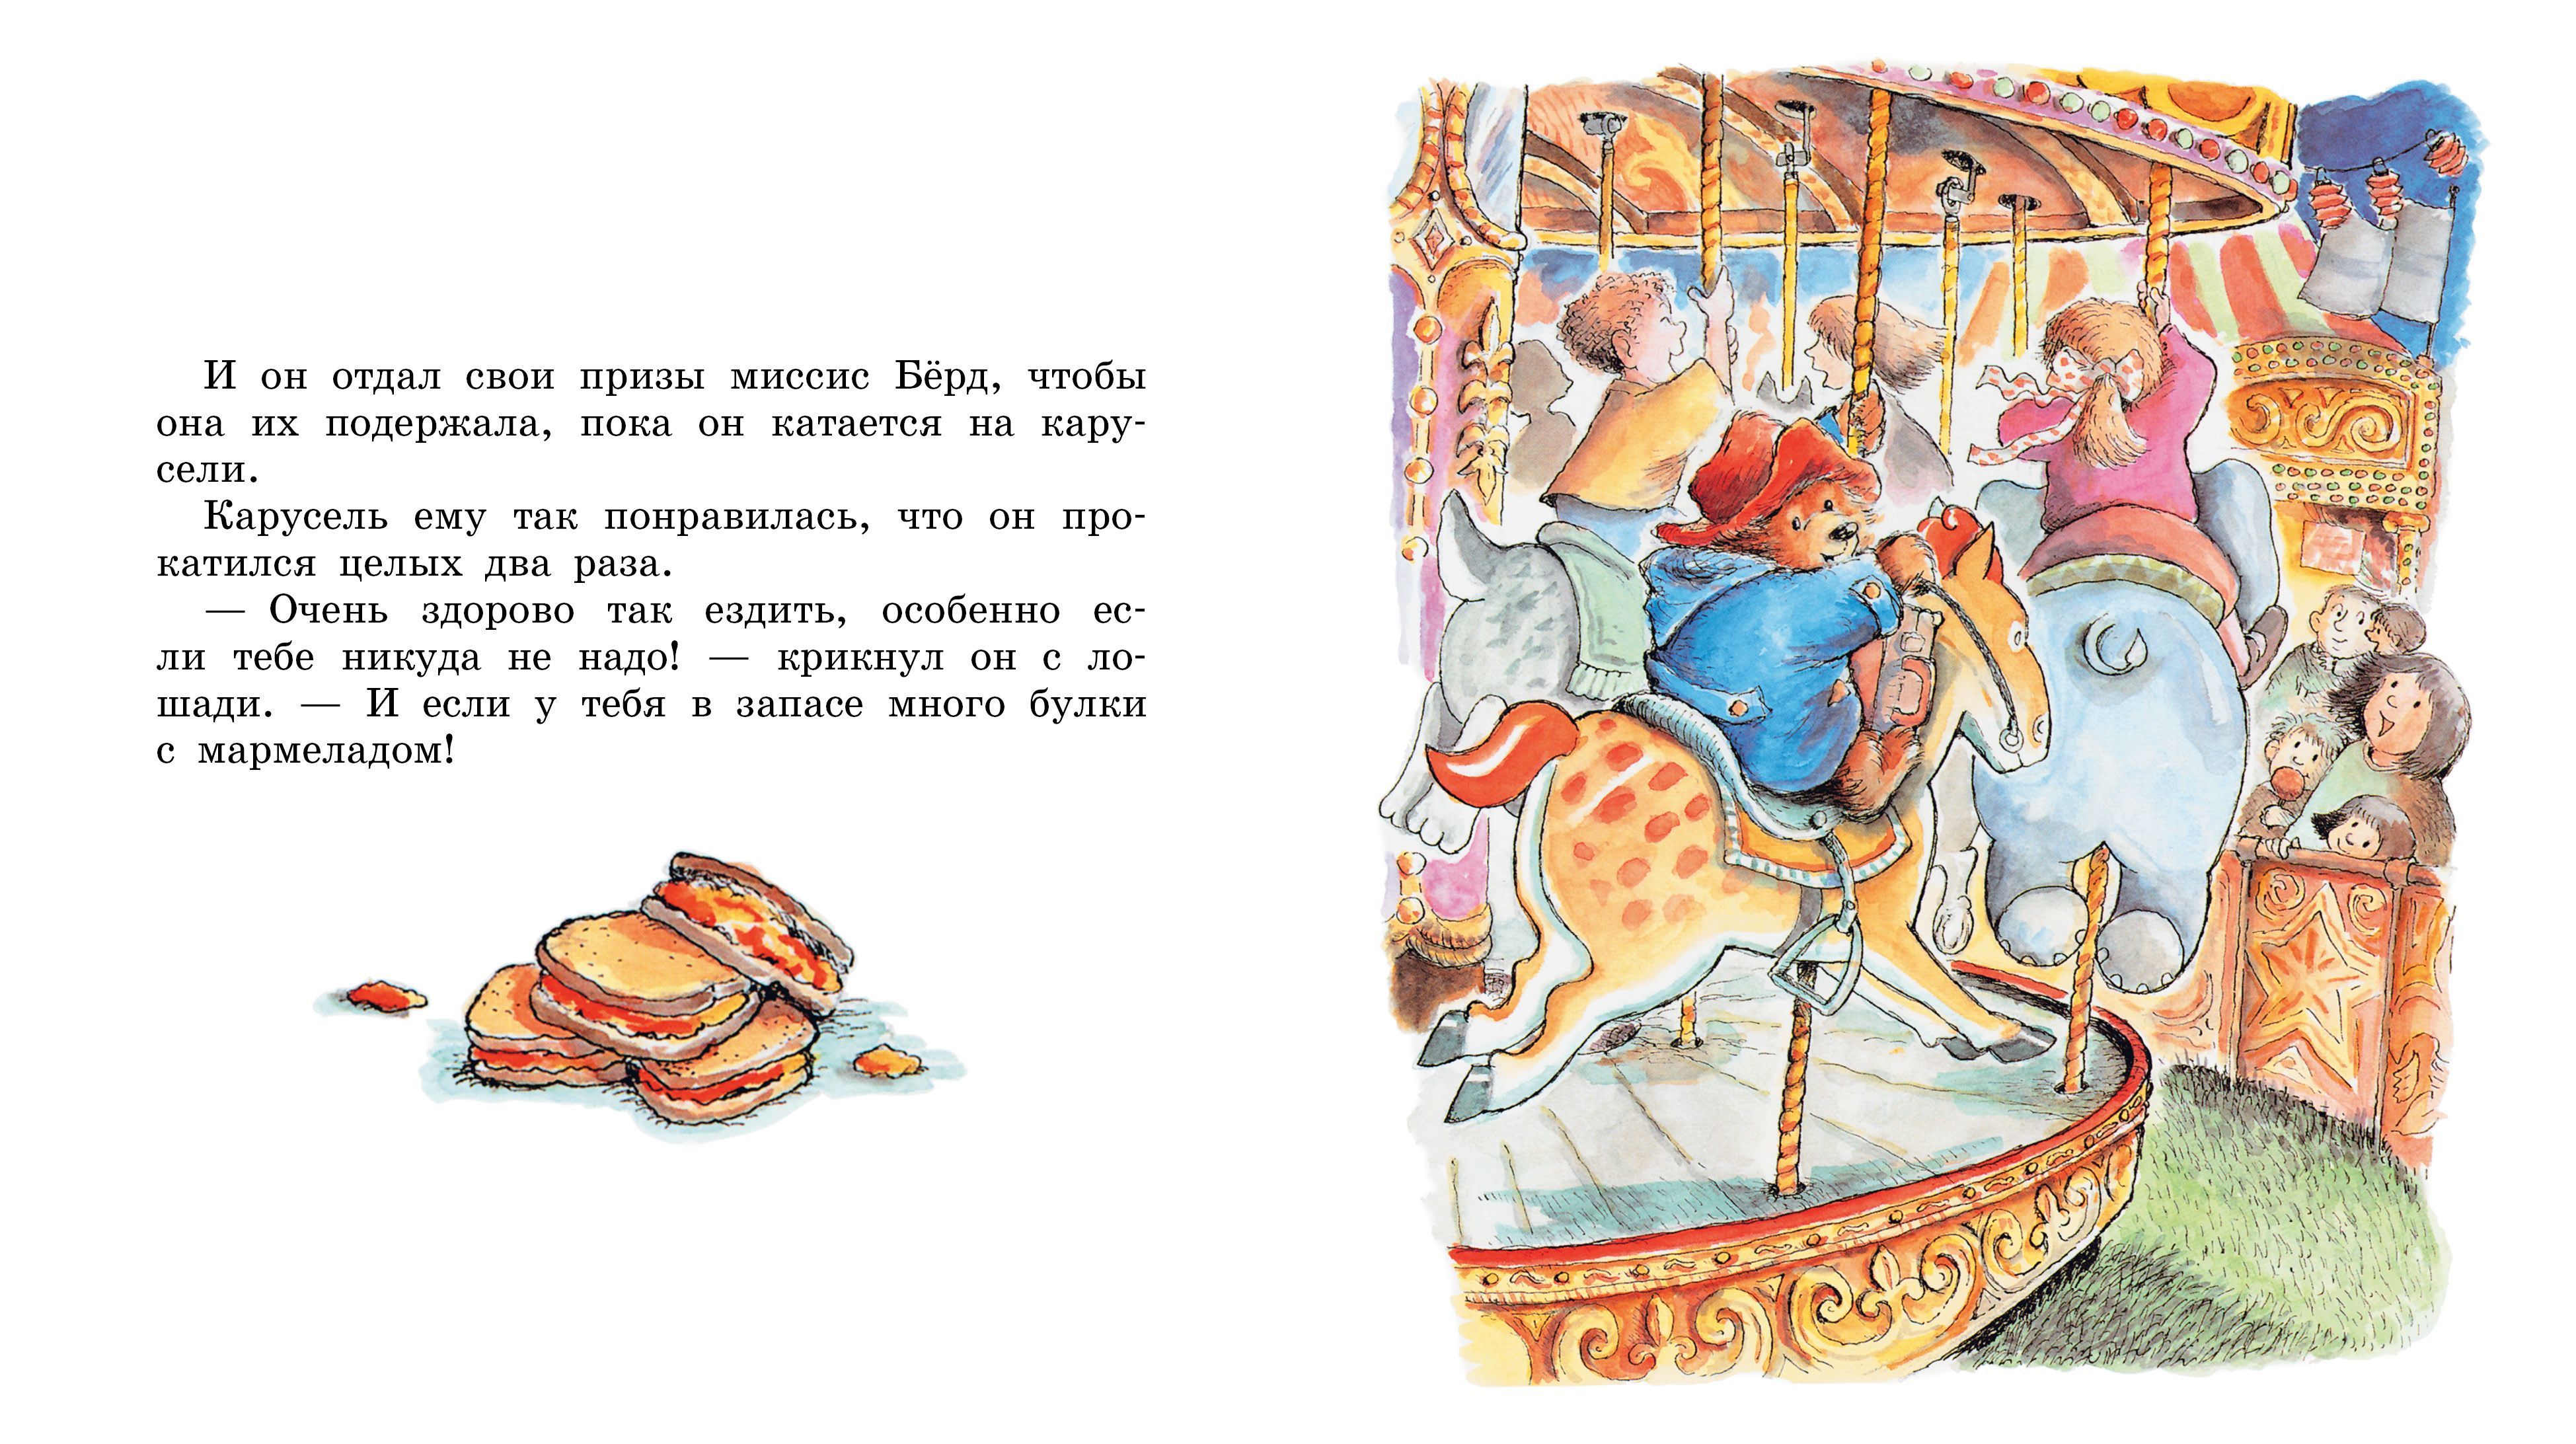 И он отдал свои призы миссис Бёрд, чтобы
она их подержала, пока он катается на кару-
сели.
Карусель ему так понравилась, что он про-
катился целых два раза.
— Очень здорово так ездить, особенно ес-
ли тебе никуда не надо! — крикнул он с ло-
шади. — И если у тебя в запасе много булки
с мармеладом!